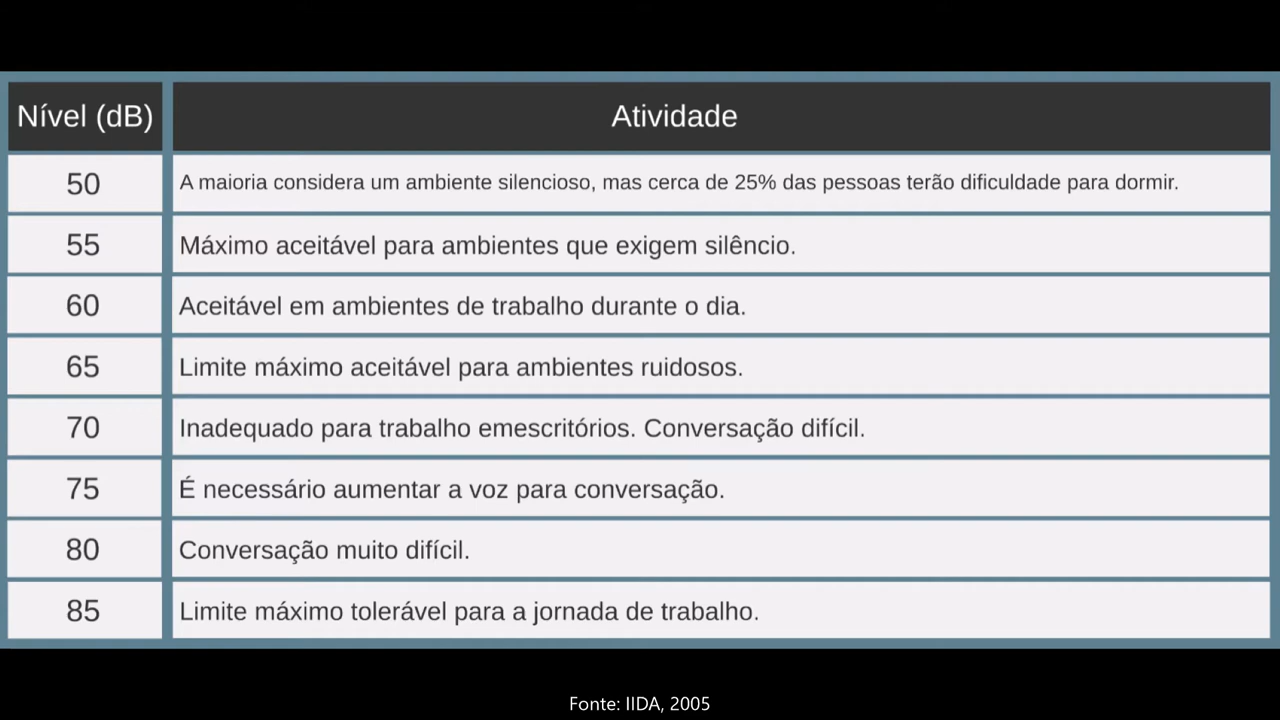 Nível (dB) Atividade
50 A maioria considera um ambiente silencioso, mas cerca de 25% das pessoas terão dificuldade para dormir.
55 Máximo aceitável para ambientes que exigem silêncio.
60 Aceitável em ambientes de trabalho durante o dia.
65 Limite máximo aceitável para ambientes ruidosos.
70 Inadequado para trabalho emescritórios. Conversação difícil.
75 É necessário aumentar a voz para conversação.
80 Conversação muito difícil.
85 Limite máximo tolerável para a jornada de trabalho.
Fonte: IIDA, 2005